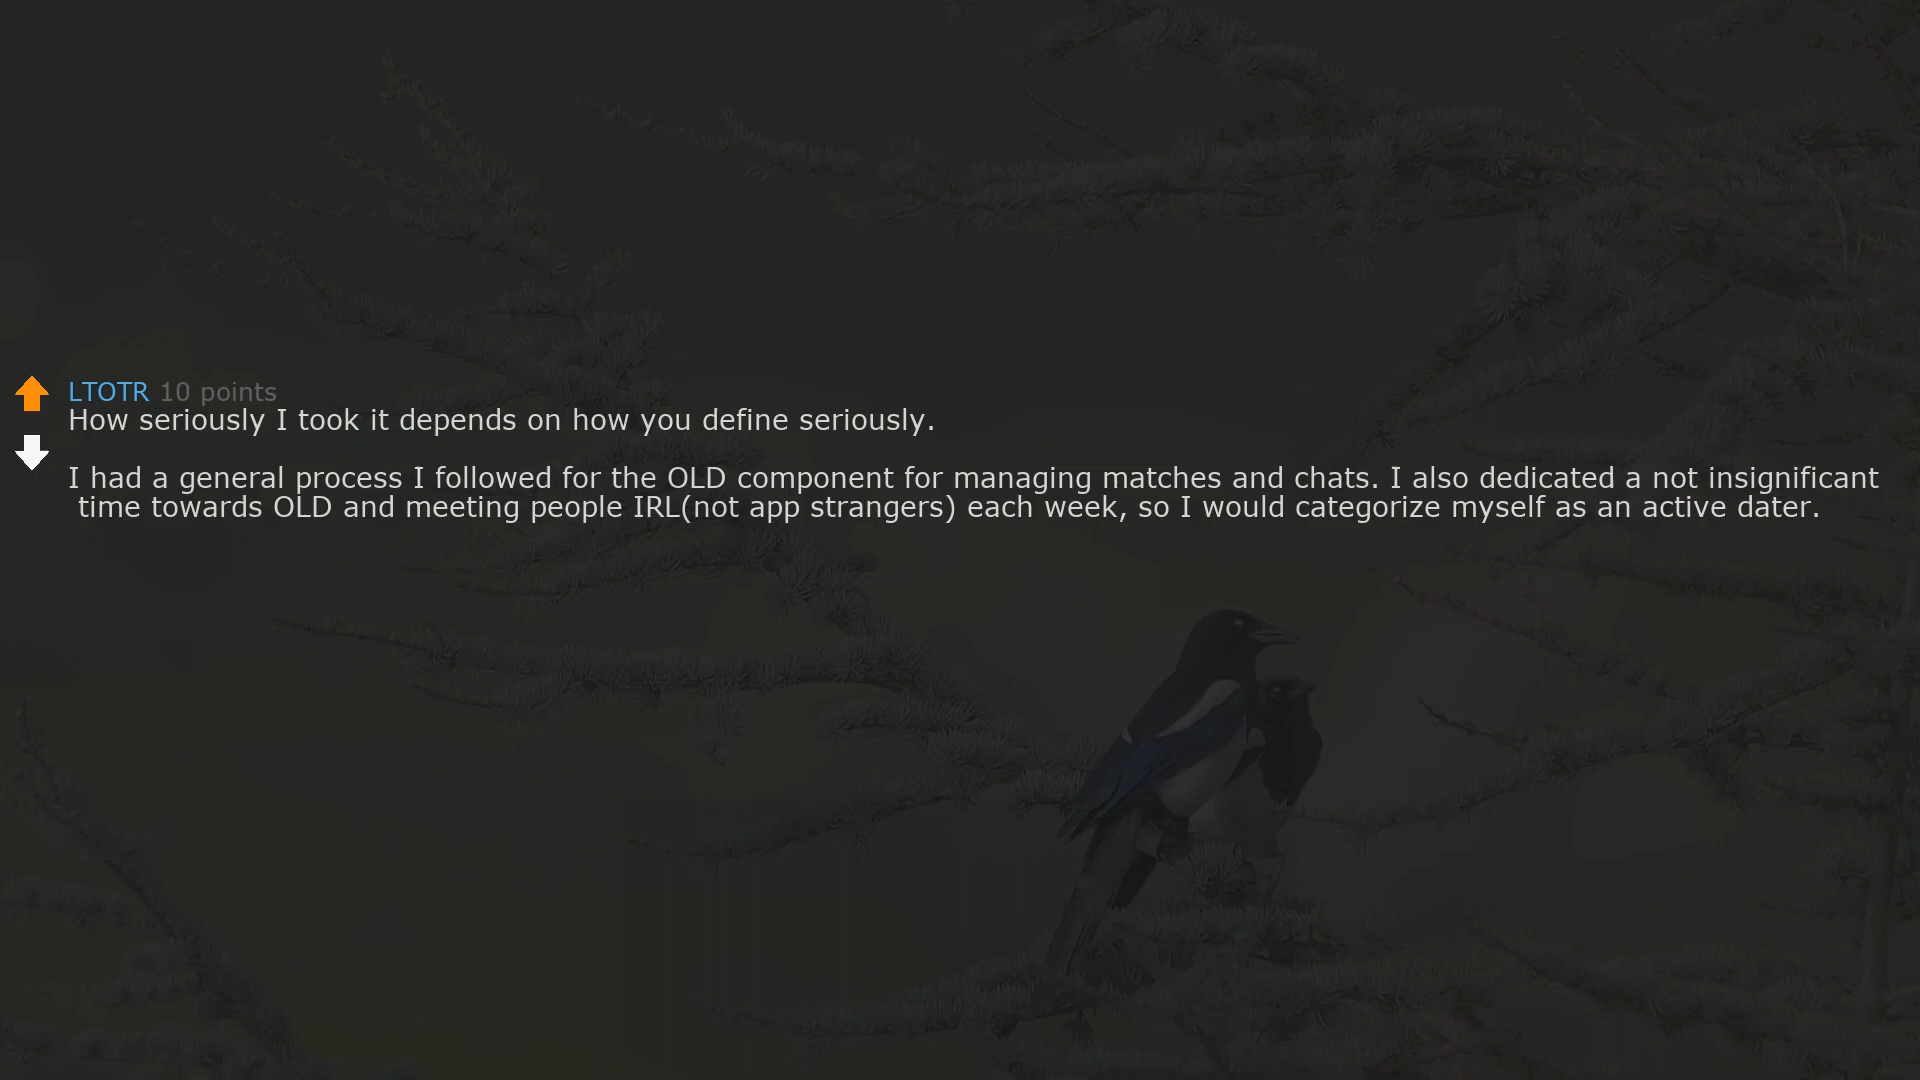 LTOTR 10 points
How seriously I took it depends on how you define seriously.
I had a general process I followed for the OLD component for managing matches and chats. I also dedicated a not insignificant
time towards OLD and meeting people IRL(not app strangers) each week, so I would categorize myself as an active dater.